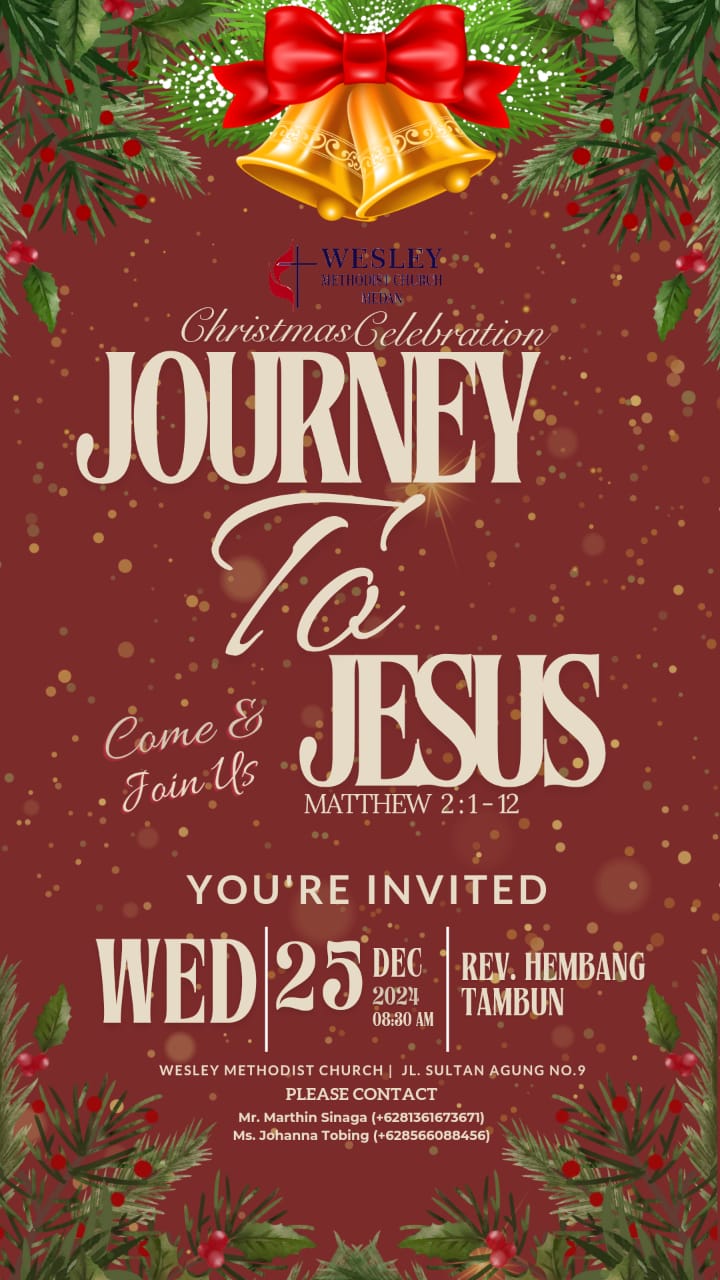 WESLEY
METHODIST CHURCH
MEDAN
Christmas Celebration
JOURNEY
To
JESUS
Come &
Join Us
MATTHEW 2:1-12
YOU'RE INVITED
WED
25
DEC
2024
08:30 AM
REV. HEMBANG
TAMBUN
WESLEY METHODIST CHURCH | JL. SULTAN AGUNG NO.9
PLEASE CONTACT
Mr. Marthin Sinaga (+6281361673671)
Ms. Johanna Tobing (+628566088456)